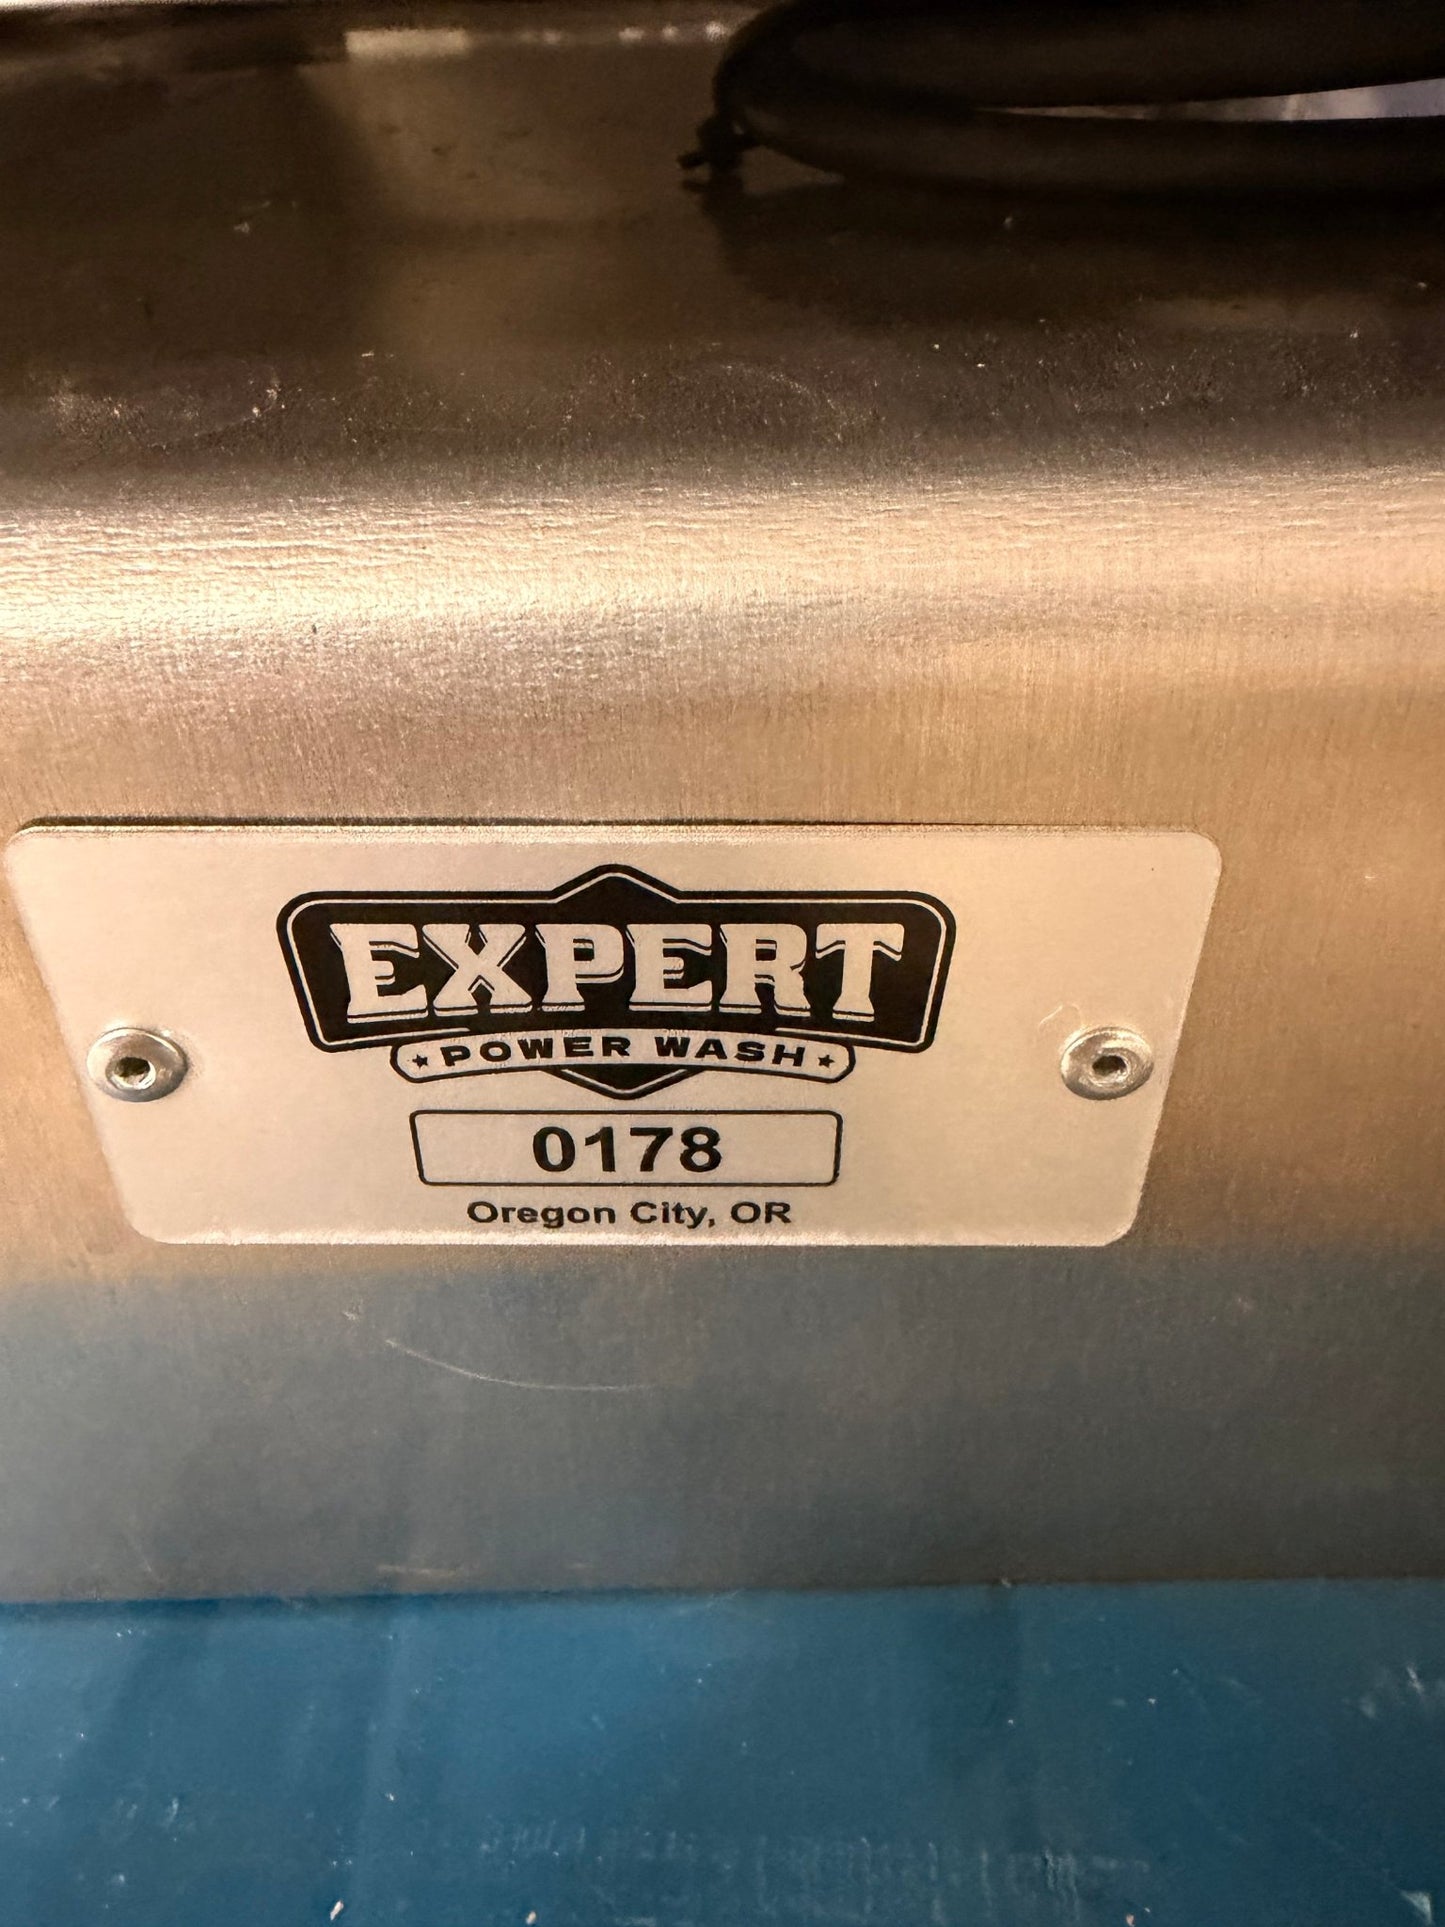 EXPERT
POWER WASH
0178
Oregon City, OR